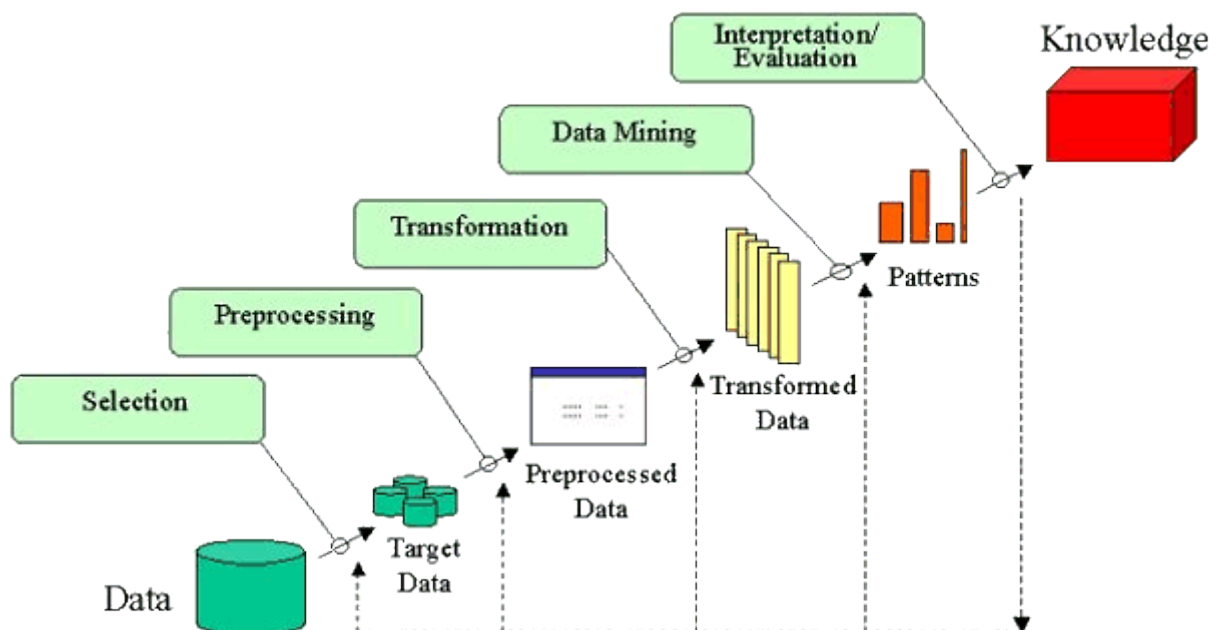 Interpretation/
Evaluation
Knowledge
Data Mining
Transformation
Patterns
Preprocessing
Transformed
Data
Selection
Preprocessed
Data
Target
Data
Data